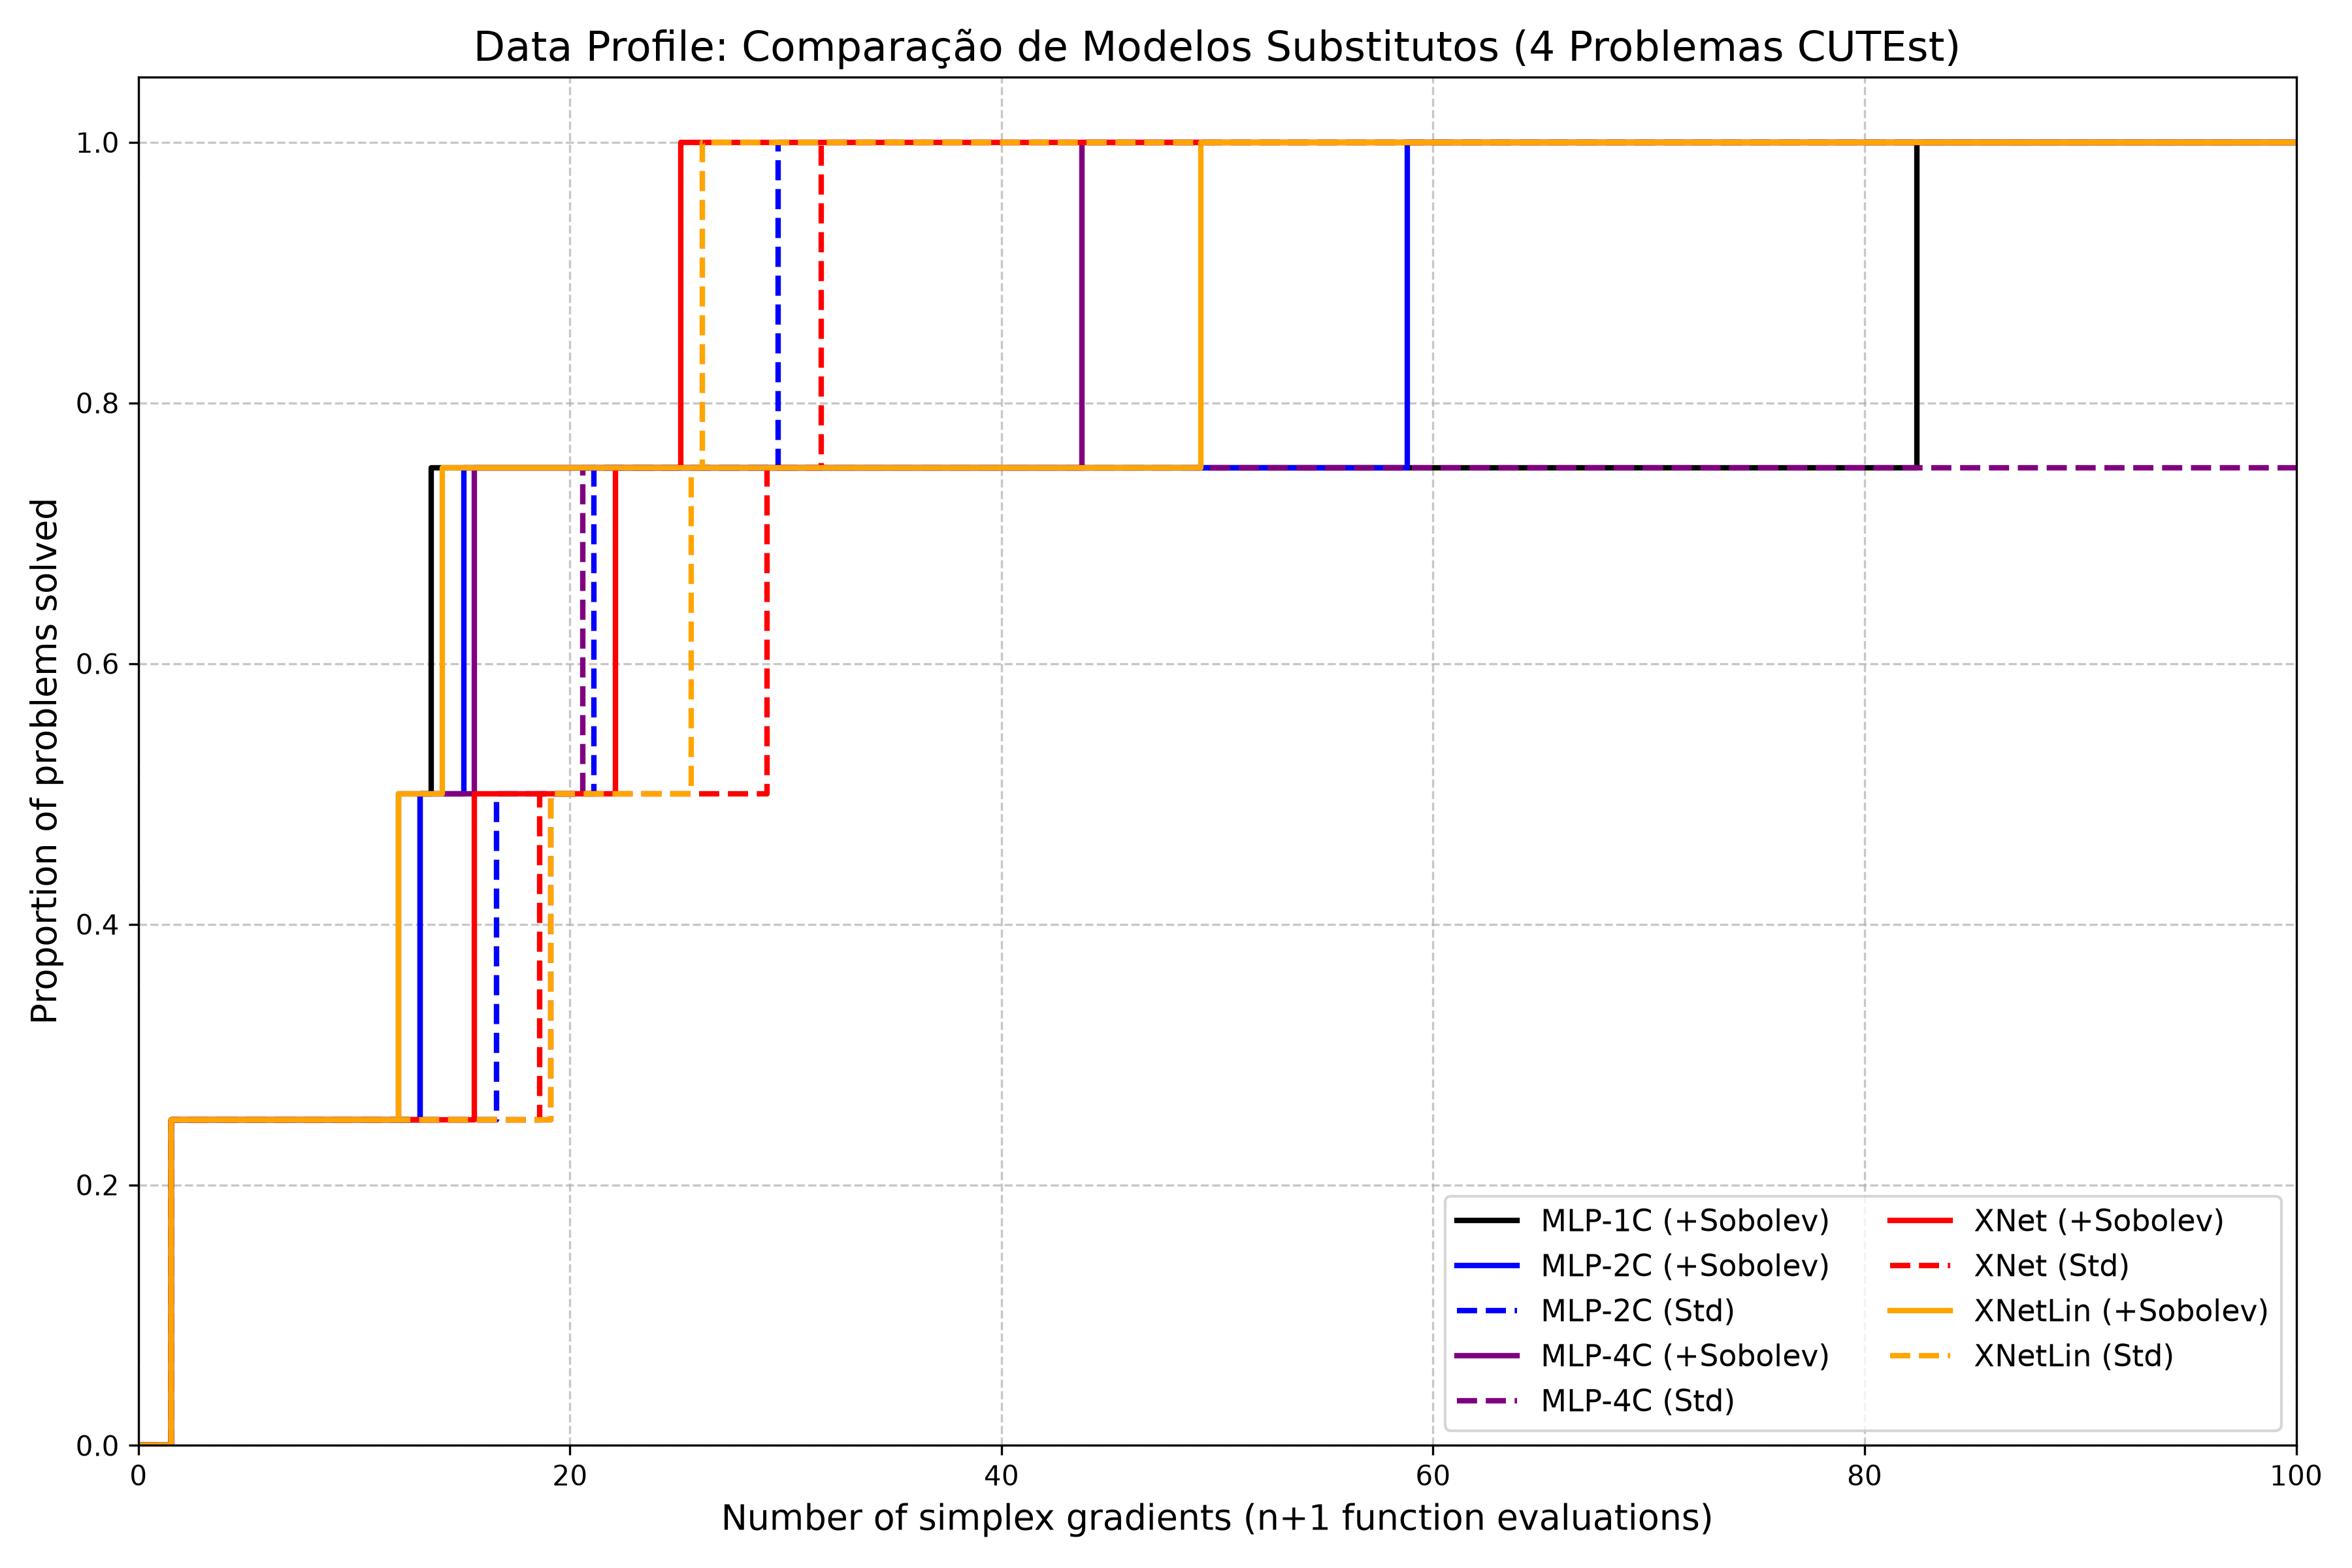 Data Profile: Comparação de Modelos Substitutos (4 Problemas CUTEst)
Proportion of problems solved
1.0
0.8
0.6
0.4
0.2
0.0
0
20
40
60
80
100
Number of simplex gradients (n+1 function evaluations)
MLP-1C (+Sobolev)
MLP-2C (+Sobolev)
MLP-2C (Std)
MLP-4C (+Sobolev)
MLP-4C (Std)
XNet (+Sobolev)
XNet (Std)
XNetLin (+Sobolev)
XNetLin (Std)